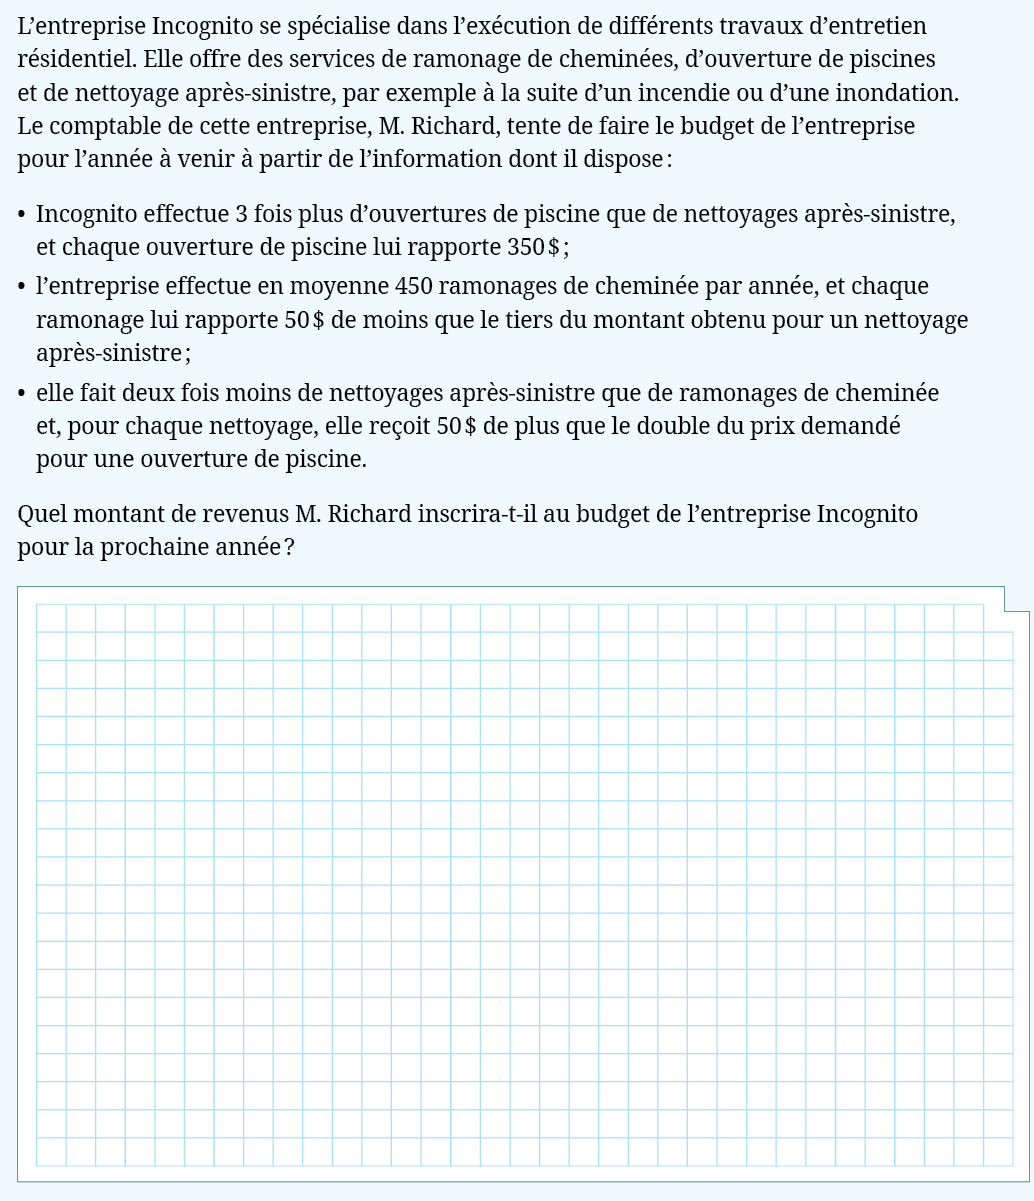 L’entreprise Incognito se spécialise dans l’exécution de différents travaux d’entretien
résidentiel. Elle offre des services de ramonage de cheminées, d’ouverture de piscines
et de nettoyage après-sinistre, par exemple à la suite d’un incendie ou d’une inondation.
Le comptable de cette entreprise, M. Richard, tente de faire le budget de l’entreprise
pour l’année à venir à partir de l’information dont il dispose :
• Incognito effectue 3 fois plus d’ouvertures de piscine que de nettoyages après-sinistre,
et chaque ouverture de piscine lui rapporte 350 $ ;
• l’entreprise effectue en moyenne 450 ramonages de cheminée par année, et chaque
ramonage lui rapporte 50 $ de moins que le tiers du montant obtenu pour un nettoyage
après-sinistre ;
• elle fait deux fois moins de nettoyages après-sinistre que de ramonages de cheminée
et, pour chaque nettoyage, elle reçoit 50 $ de plus que le double du prix demandé
pour une ouverture de piscine.
Quel montant de revenus M. Richard inscrira-t-il au budget de l’entreprise Incognito
pour la prochaine année ?